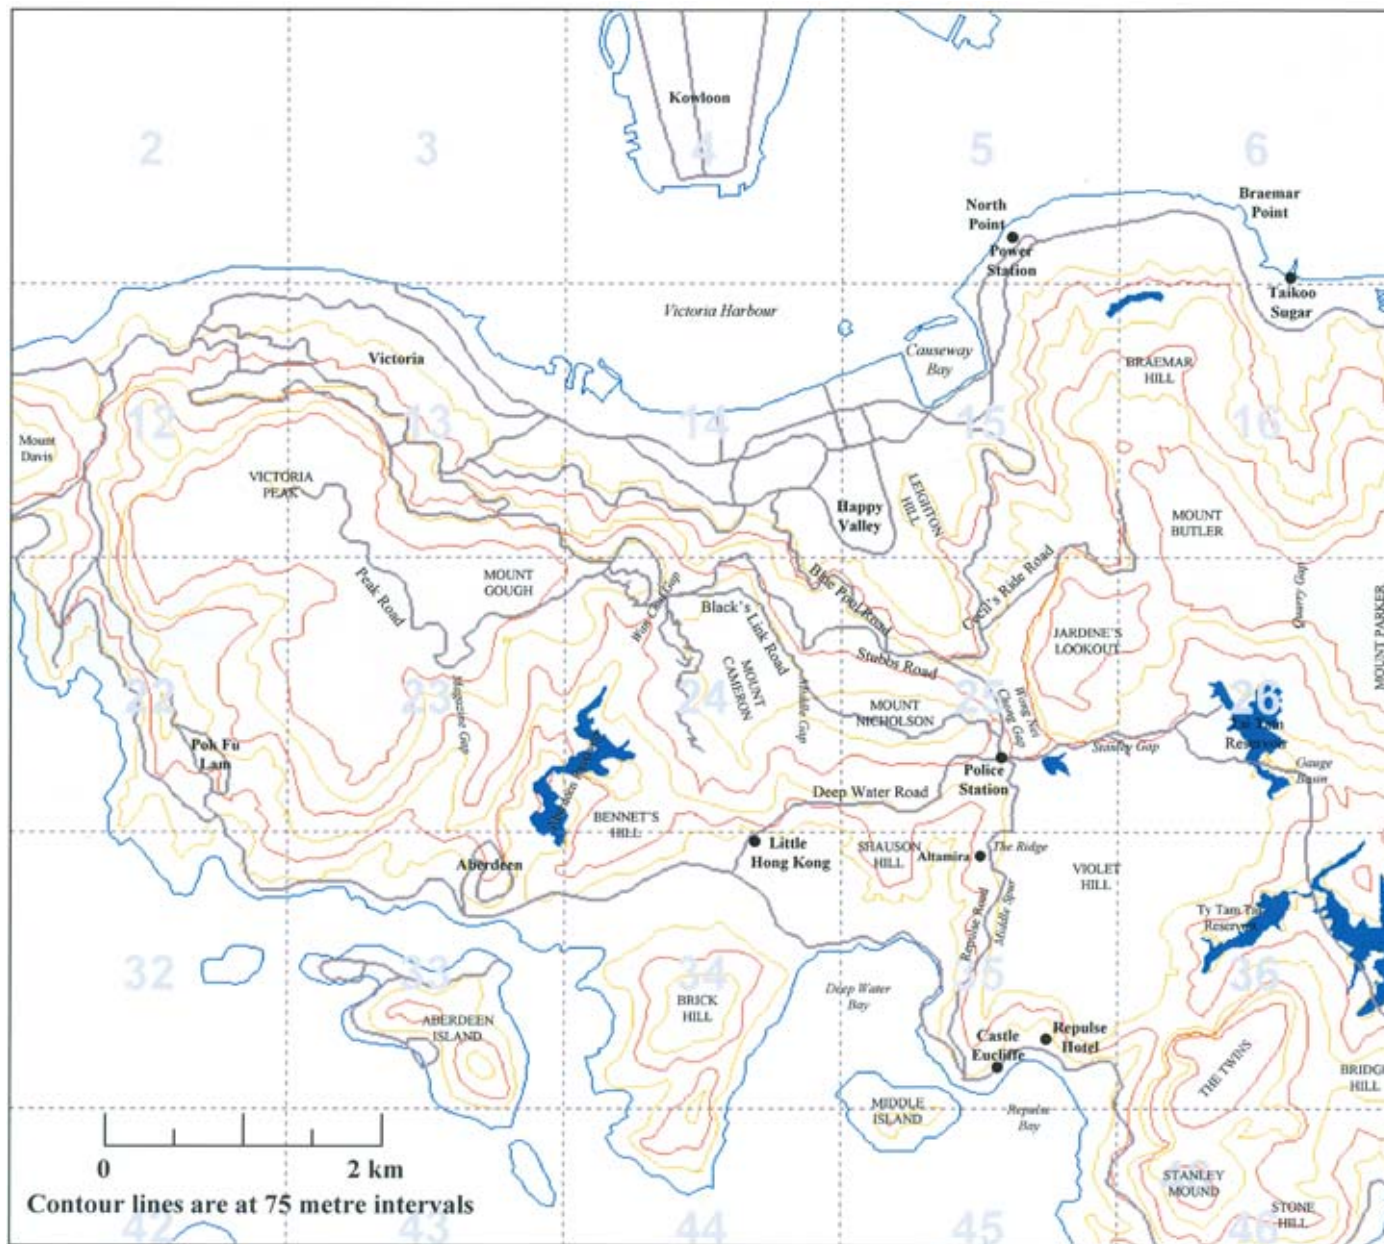 Kowloon
2
3
4
5
6
Braemar
Point
North
Point
Power
Station
Taikoo
Sugar
Victoria Harbour
Causeway
Bay
Victoria
BRAEMAR
HILL
12
13
14
15
16
Mount
Davis
VICTORIA
PEAK
LEIGHTON
HILL
Happy
Valley
MOUNT
BUTLER
Peak Road
MOUNT
GOUGH
Wan Chai Gap
Black's Link Road
Blue Pool Road
Cecil's Ride Road
Quarry Gap
MOUNT PARKER
JARDINE'S
LOOKOUT
Stubbs Road
MOUNT
CAMERON
Middle Gap
MOUNT
NICHOLSON
Wong Nei
Chong Gap
22
23
24
25
26
Magazine Gap
Stanley Gap
Tai Tam
Reservoir
Gauge
Basin
Pok Fu
Lam
Police
Station
Deep Water Road
Aberdeen
BENNET'S
HILL
Little
Hong Kong
SHAUSON
HILL
Altamira
The Ridge
VIOLET
HILL
Aberdeen
Repulse Road
Middle Spur
Ty Tam Tuk
Reservoir
32
33
34
35
36
ABERDEEN
ISLAND
BRICK
HILL
Deep Water
Bay
Castle
Eucliffe
Repulse
Hotel
THE TWINS
BRIDGE
HILL
MIDDLE
ISLAND
Repulse
Bay
STANLEY
MOUND
STONE
HILL
0
2 km
Contour lines are at 75 metre intervals
42
43
44
45
46